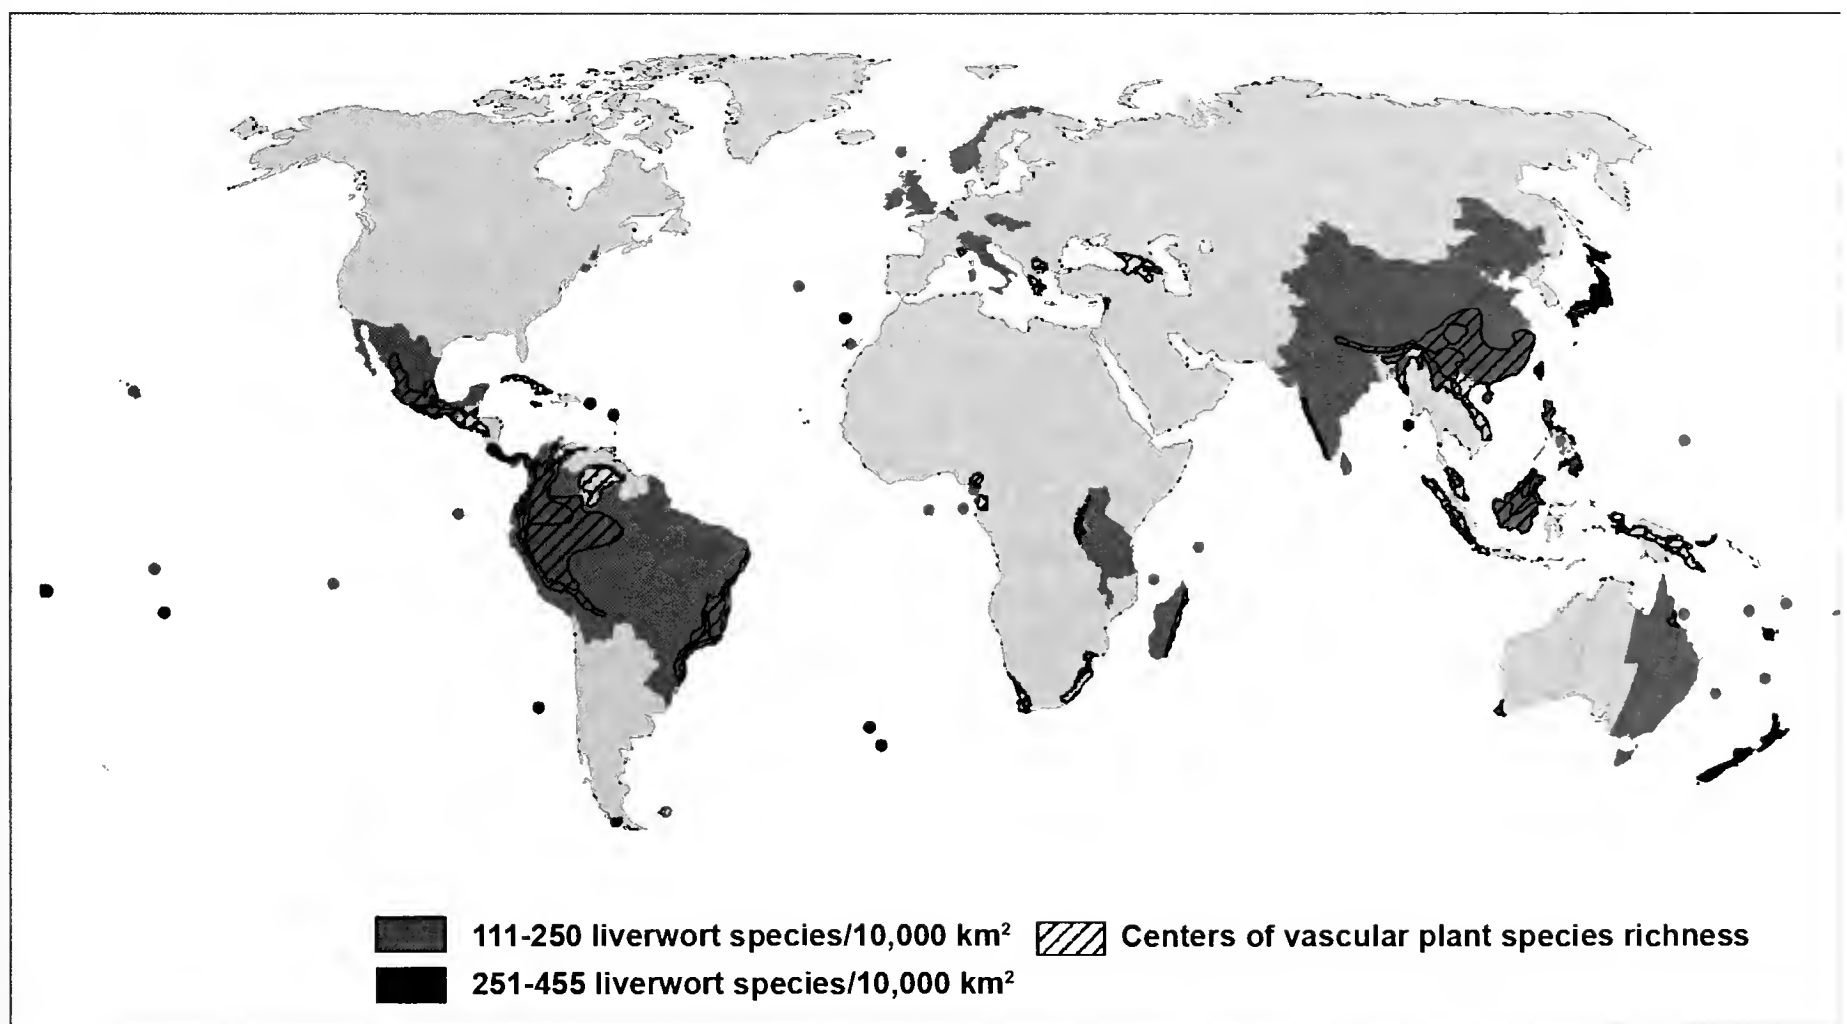 111-250 liverwort species/10,000 km² Centers of vascular plant species richness
251-455 liverwort species/10,000 km²